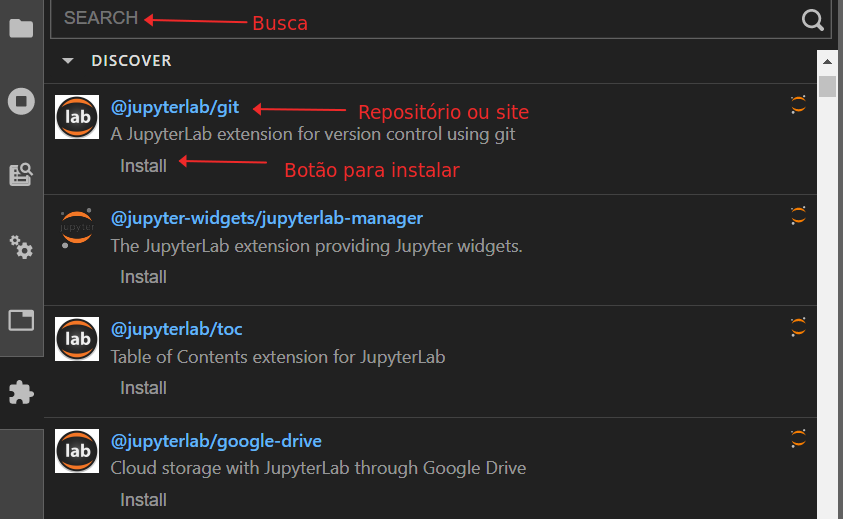 SEARCH
Busca
DISCOVER
lab
@jupyterlab/git
Repositório ou site
A JupyterLab extension for version control using git
Install
Botão para instalar
jupyter
@jupyter-widgets/jupyterlab-manager
The JupyterLab extension providing Jupyter widgets.
Install
lab
@jupyterlab/toc
Table of Contents extension for JupyterLab
Install
lab
@jupyterlab/google-drive
Cloud storage with JupyterLab through Google Drive
Install